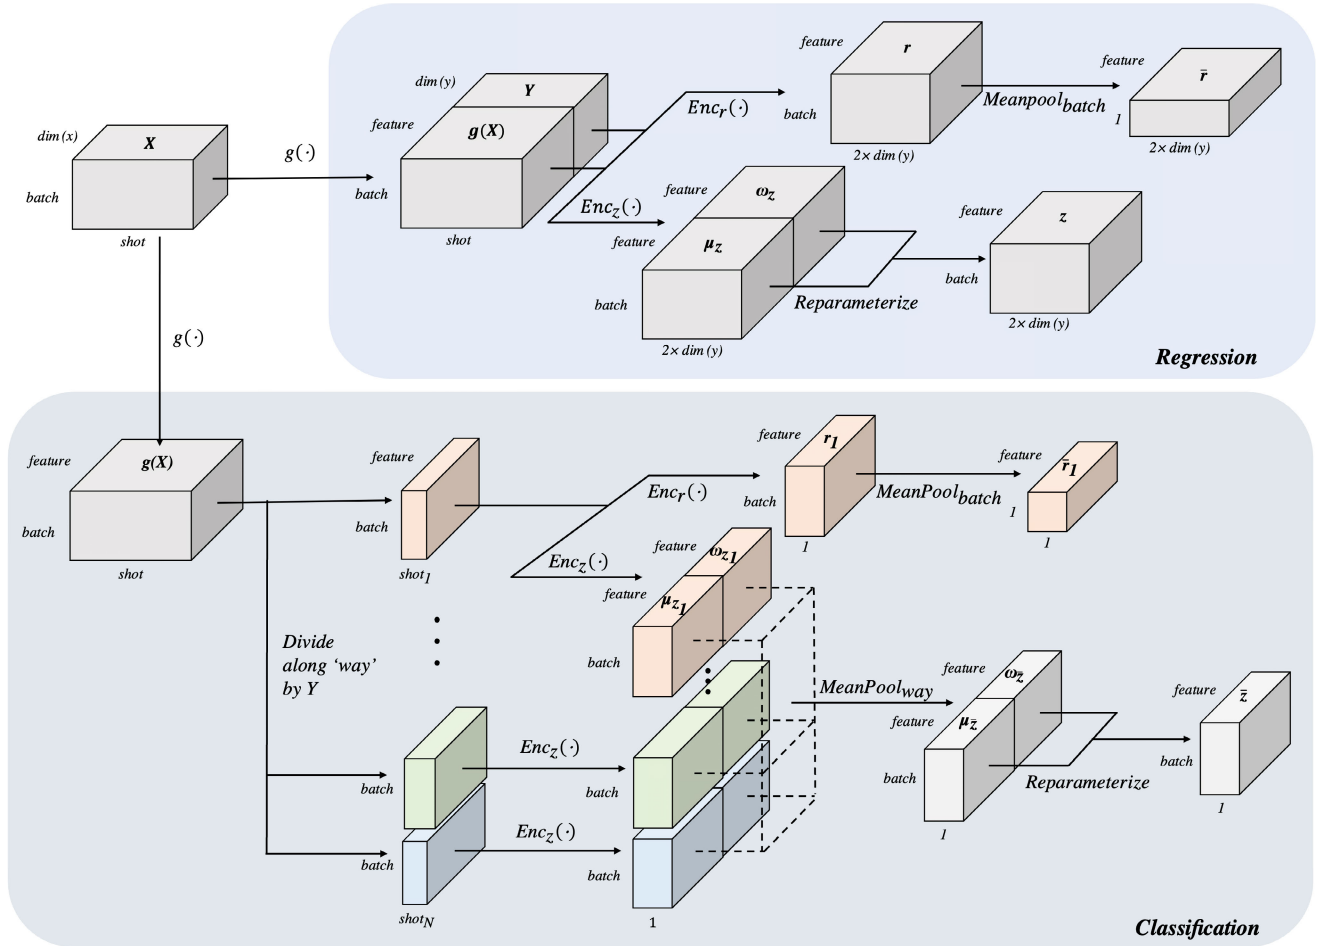 dim(x)
X
batch
shot
g(·)
g(·)
dim(y)
Y
feature
g(X)
batch
shot
Enc_r(·)
Enc_z(·)
feature
r
batch
2× dim(y)
Meanpool_batch
feature
r̄
1
2× dim(y)
feature
ω_z
feature
μ_z
batch
2× dim(y)
Reparameterize
feature
z
batch
2× dim(y)
Regression
feature
g(X)
batch
shot
Divide
along ‘way’
by Y
feature
batch
shot_1
Enc_r(·)
Enc_z(·)
feature
r_1
batch
1
MeanPool_batch
feature
r̄_1
1
1
feature
ω_z_1
feature
μ_z_1
batch
batch
Enc_z(·)
batch
batch
Enc_z(·)
batch
shot_N
1
MeanPool_way
feature
ω_z̄
feature
μ_z̄
batch
1
Reparameterize
feature
z̄
batch
1
Classification